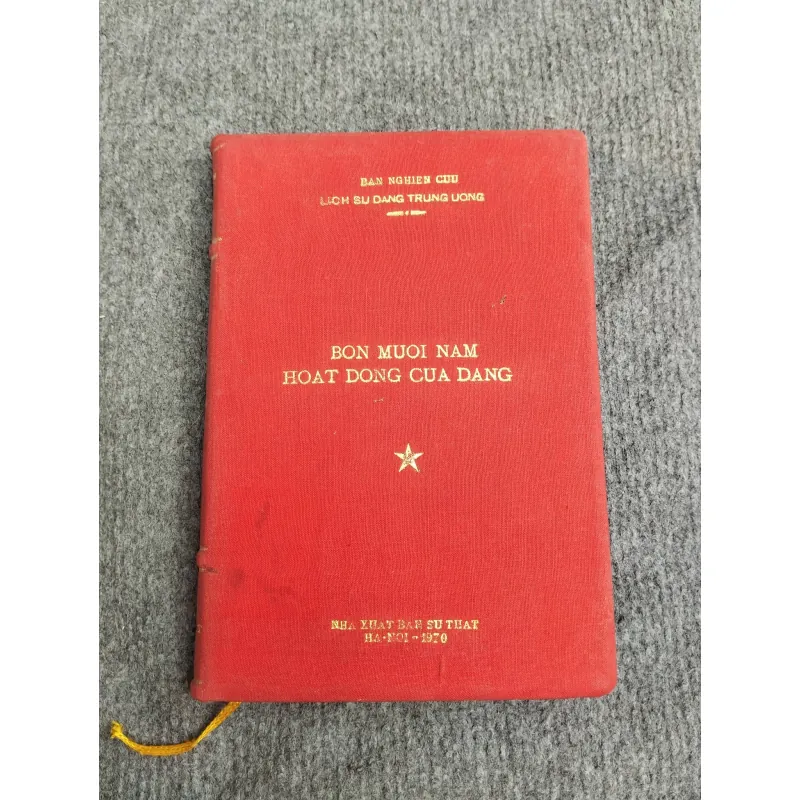 BAN NGHIEN CUU
LICH SU DANG TRUNG UONG
BON MUOI NAM
HOAT DONG CUA DANG
NHA XUAT BAN SU THAT
HA-NOI - 1970